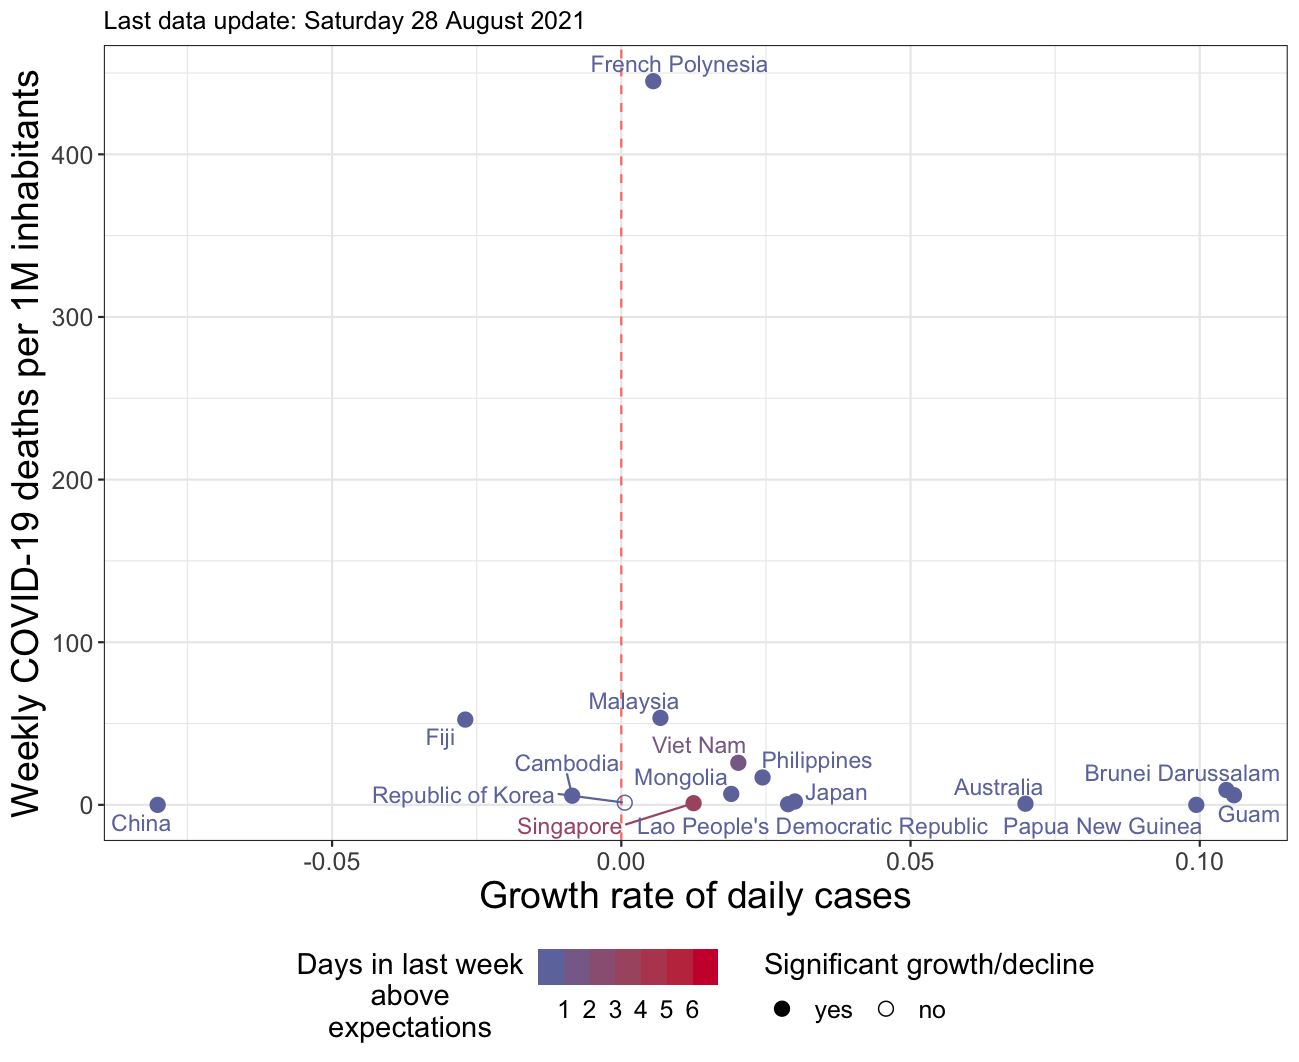 Last data update: Saturday 28 August 2021
Weekly COVID-19 deaths per 1M inhabitants
400
300
200
100
0
French Polynesia
Malaysia
Fiji
Viet Nam
Cambodia
Philippines
Mongolia
Brunei Darussalam
Republic of Korea
Japan
Australia
Guam
China
Singapore
Lao People's Democratic Republic
Papua New Guinea
-0.05 0.00 0.05 0.10
Growth rate of daily cases
Days in last week
above
expectations
1 2 3 4 5 6
Significant growth/decline
yes no